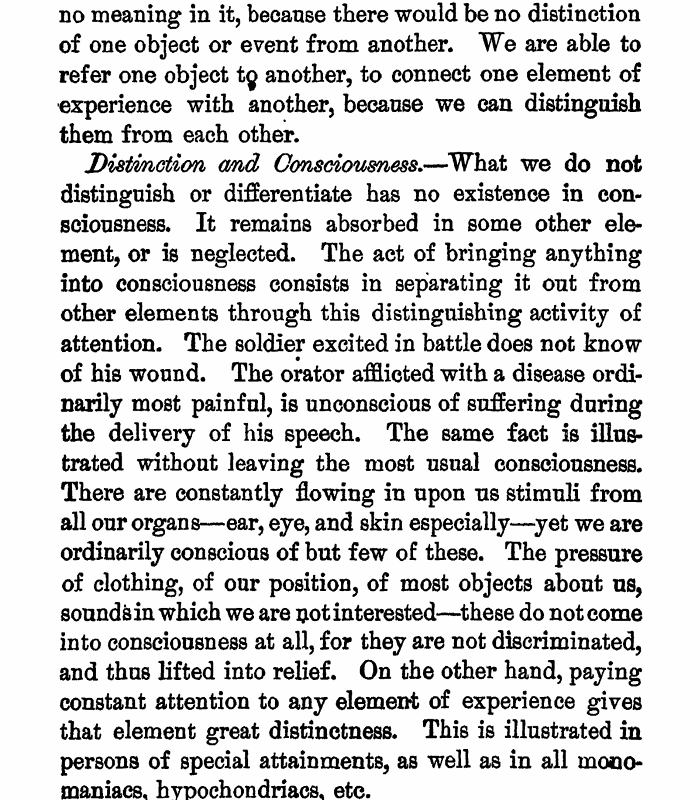 no meaning in it, because there would be no distinction
of one object or event from another. We are able to
refer one object to another, to connect one element of
experience with another, because we can distinguish
them from each other.
Distinction and Consciousness.—What we do not
distinguish or differentiate has no existence in con-
sciousness. It remains absorbed in some other ele-
ment, or is neglected. The act of bringing anything
into consciousness consists in separating it out from
other elements through this distinguishing activity of
attention. The soldier excited in battle does not know
of his wound. The orator afflicted with a disease ordi-
narily most painful, is unconscious of suffering during
the delivery of his speech. The same fact is illus-
trated without leaving the most usual consciousness.
There are constantly flowing in upon us stimuli from
all our organs—ear, eye, and skin especially—yet we are
ordinarily conscious of but few of these. The pressure
of clothing, of our position, of most objects about us,
sounds in which we are not interested—these do not come
into consciousness at all, for they are not discriminated,
and thus lifted into relief. On the other hand, paying
constant attention to any element of experience gives
that element great distinctness. This is illustrated in
persons of special attainments, as well as in all mono-
maniacs, hypochondriacs, etc.